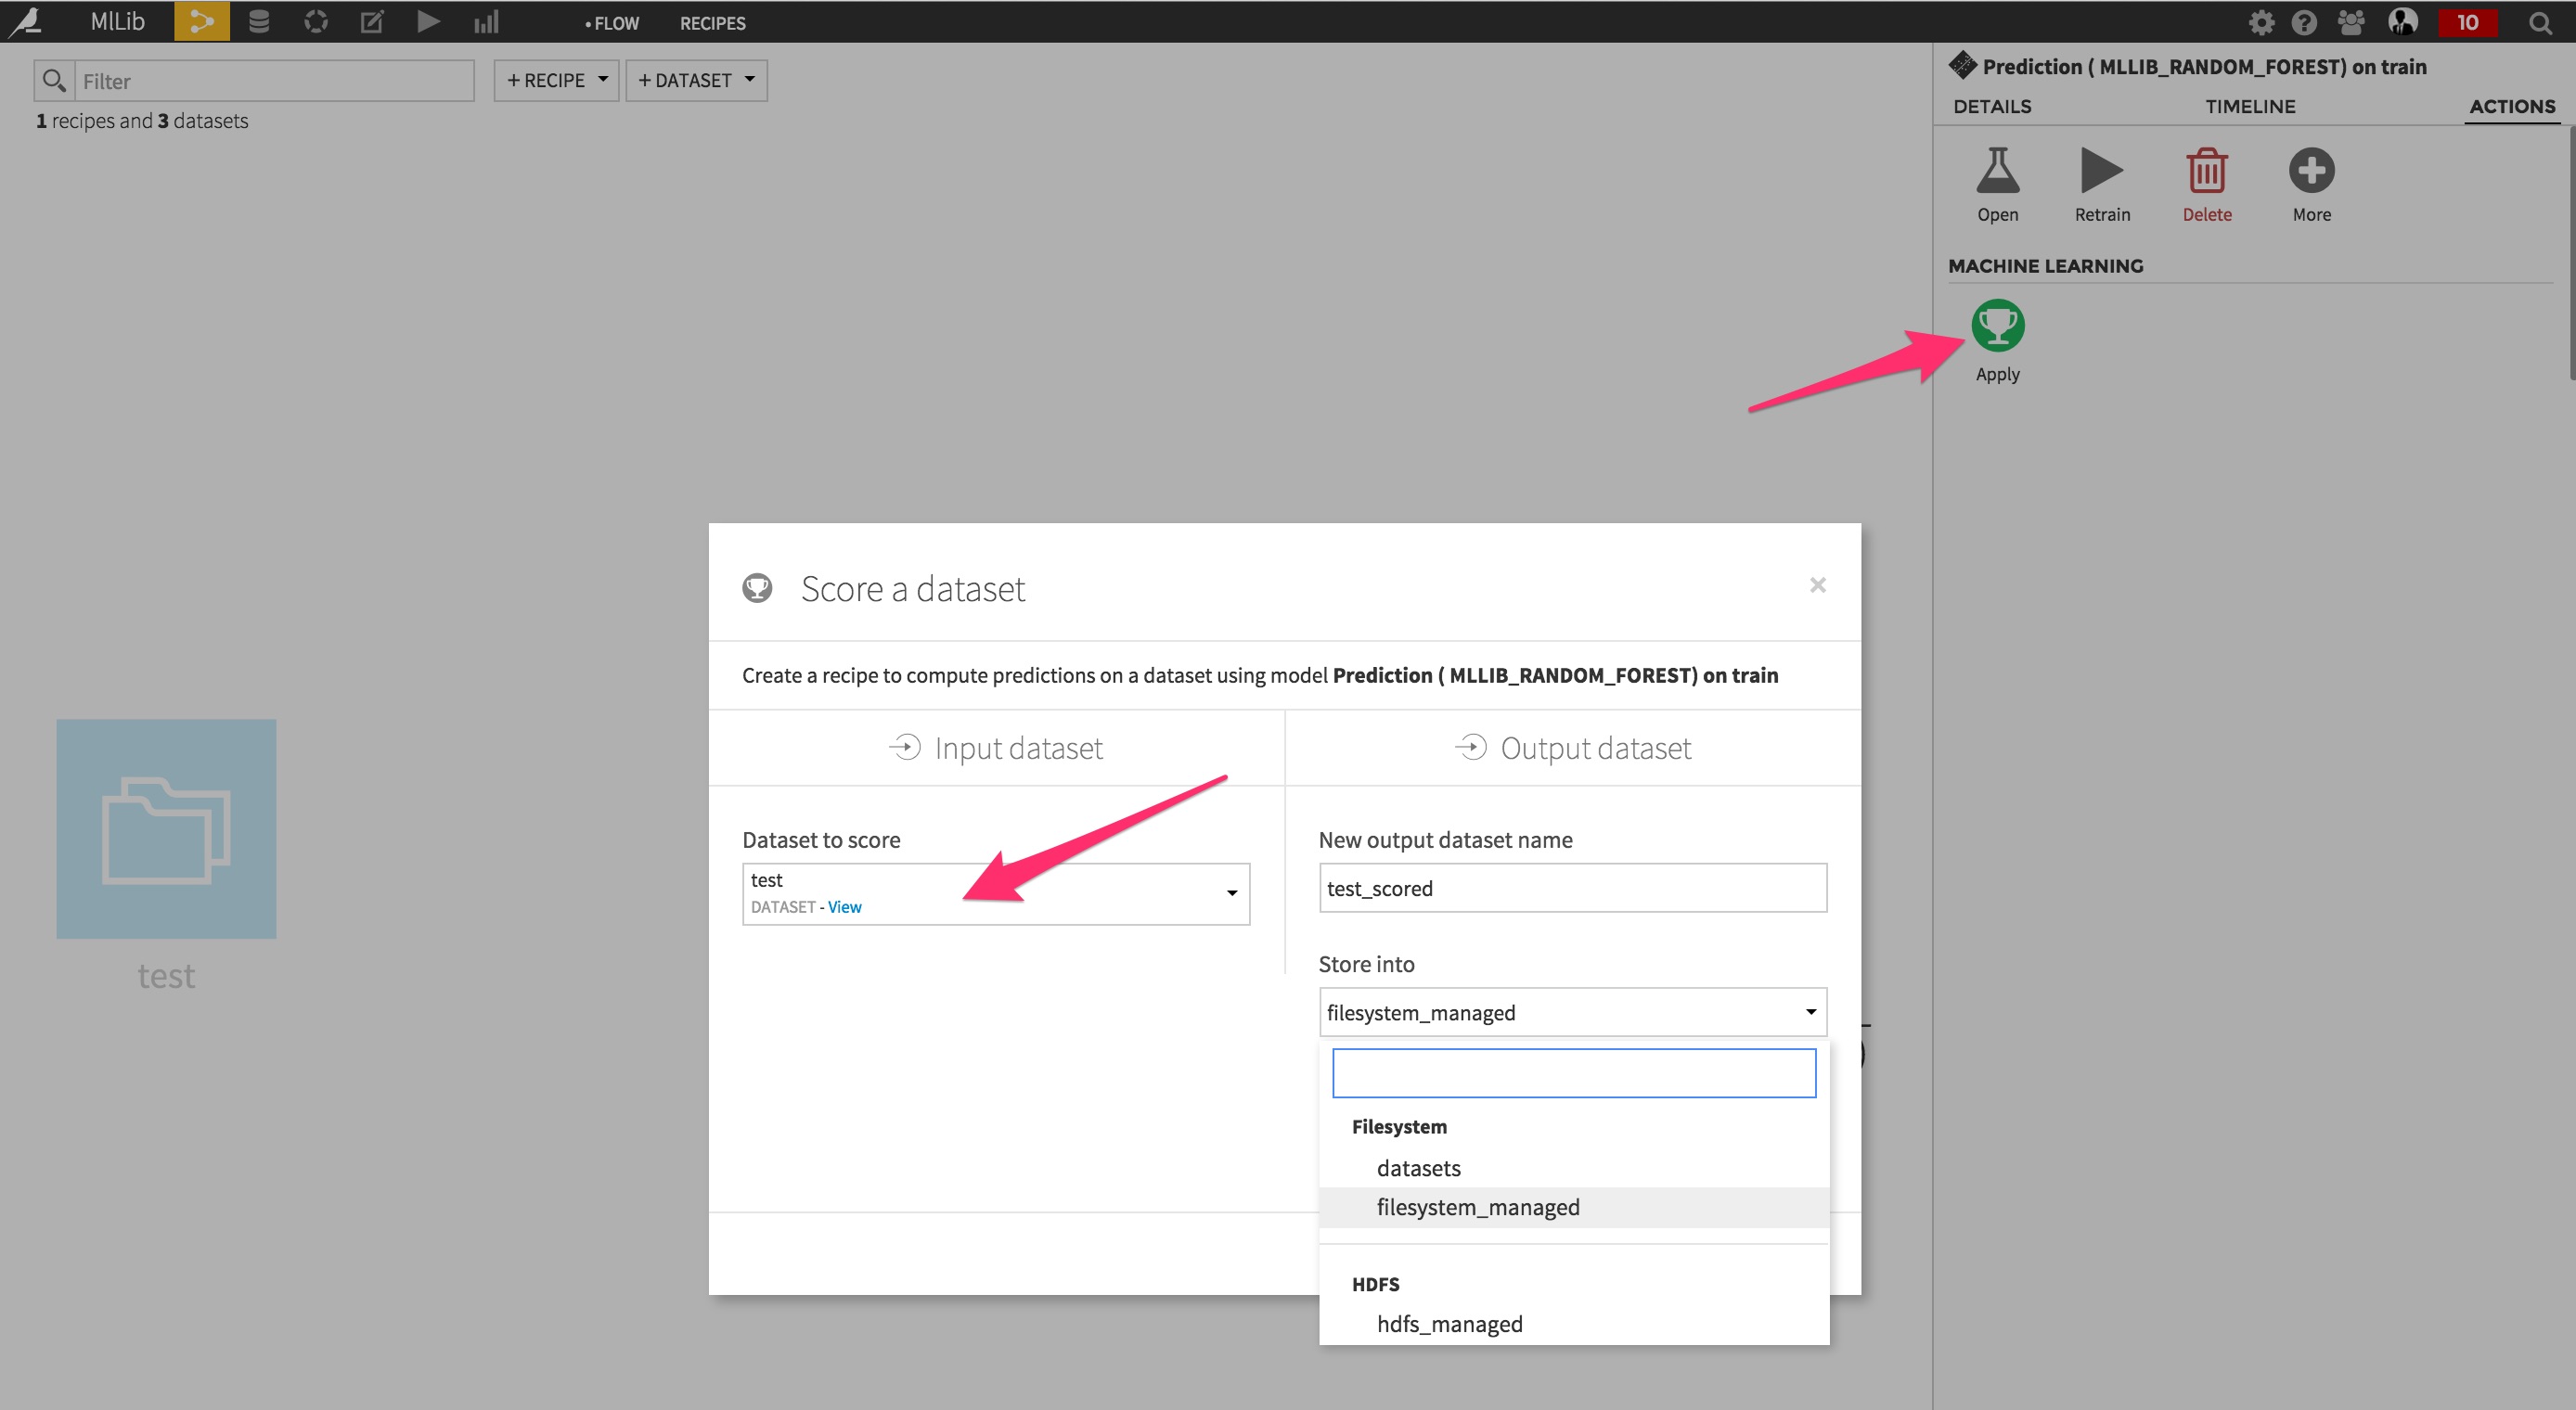 MlLib
• FLOW
RECIPES
10
Filter
+ RECIPE
+ DATASET
1 recipes and 3 datasets
Prediction ( MLLIB_RANDOM_FOREST) on train
DETAILS
TIMELINE
ACTIONS
Open
Retrain
Delete
More
MACHINE LEARNING
Apply
Score a dataset
×
Create a recipe to compute predictions on a dataset using model Prediction ( MLLIB_RANDOM_FOREST) on train
Input dataset
Output dataset
Dataset to score
test
DATASET - View
New output dataset name
test_scored
Store into
filesystem_managed
Filesystem
datasets
filesystem_managed
HDFS
hdfs_managed
test